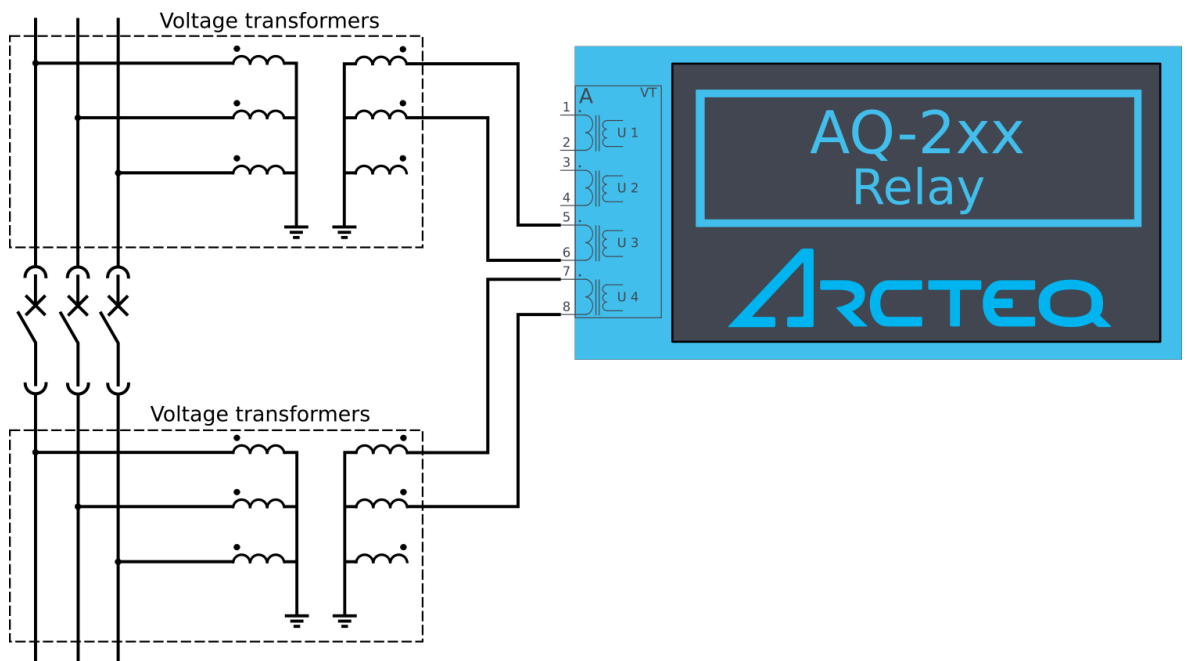 Voltage transformers
A VT
1
U 1
2
3
U 2
4
5
U 3
6
7
U 4
8
AQ-2xx
Relay
ARCTEQ
Voltage transformers